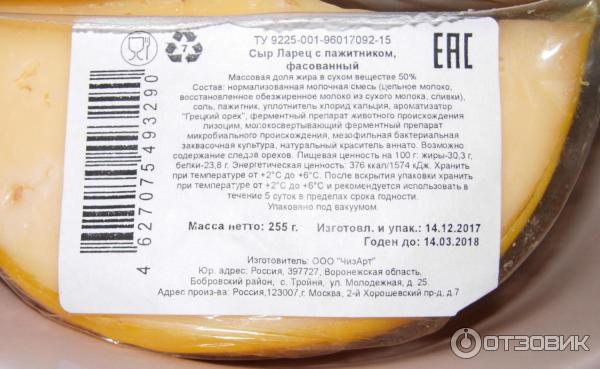 ТУ 9225-001-96017092-15
Сыр Ларец с пажитником,
фасованный
Массовая доля жира в сухом веществе 50%
Состав: нормализованная молочная смесь (цельное молоко,
восстановленное обезжиренное молоко из сухого молока, сливки),
соль, пажитник, уплотнитель хлорид кальция, ароматизатор
"Грецкий орех", ферментный препарат животного происхождения
лизоцим, молокосвертывающий ферментный препарат
микробиального происхождения, мезофильная бактериальная
заквасочная культура, натуральный краситель аннато. Возможно
содержание следов орехов. Пищевая ценность на 100 г: жиры-30,3 г,
белки-23,8 г. Энергетическая ценность: 376 ккал/1574 кДж. Хранить
при температуре от +2°С до +6°С. После вскрытия упаковки хранить
при температуре от +2°С до +6°С и рекомендуется использовать в
течение 5 суток в пределах срока годности.
Упаковано под вакуумом.
Масса нетто: 255 г. Изготовл. и упак.: 14.12.2017
Годен до: 14.03.2018
Изготовитель: ООО "ЧизАрт"
Юр. адрес: Россия, 397727, Воронежская область,
Бобровский район, с. Тройня, ул. Молодежная, д. 25.
Адрес произ-ва: Россия,123007,г. Москва, 2-й Хорошевский пр-д, д.7
4627075493290
7
ЕАС
ОТЗОВИК